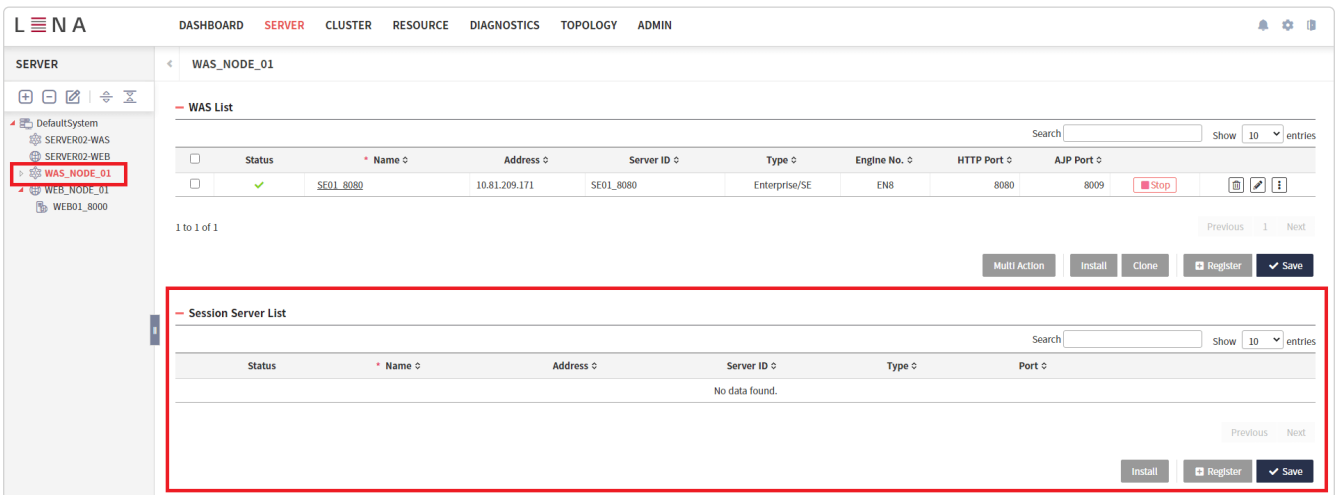 LENA DASHBOARD SERVER CLUSTER RESOURCE DIAGNOSTICS TOPOLOGY ADMIN
SERVER
DefaultSystem
SERVER02-WAS
SERVER02-WEB
WAS_NODE_01
WEB_NODE_01
WEB01_8000
WAS_NODE_01
WAS List
Search Show 10 entries
Status * Name Address Server ID Type Engine No. HTTP Port AJP Port
SE01_8080 10.81.209.171 SE01_8080 Enterprise/SE EN8 8080 8009 Stop
1 to 1 of 1
Previous 1 Next
Multi Action Install Clone Register Save
Session Server List
Search Show 10 entries
Status * Name Address Server ID Type Port
No data found.
Previous Next
Install Register Save